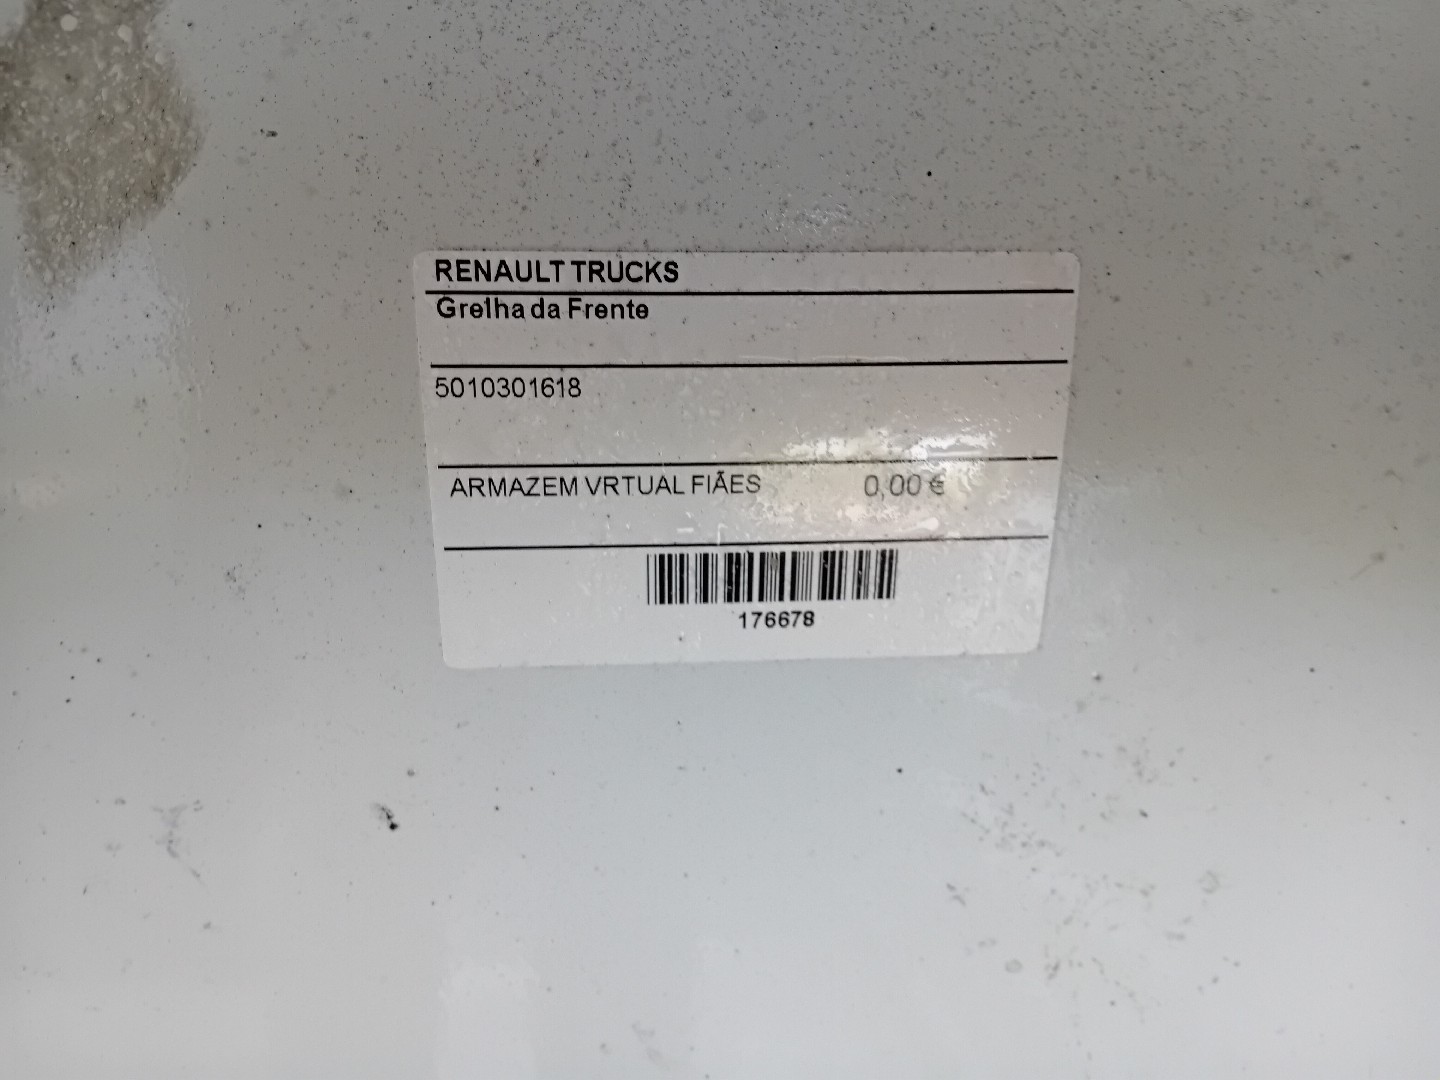 RENAULT TRUCKS
Grelha da Frente
5010301618
ARMAZEM VRTUAL FIÃES 0,00 €
176678